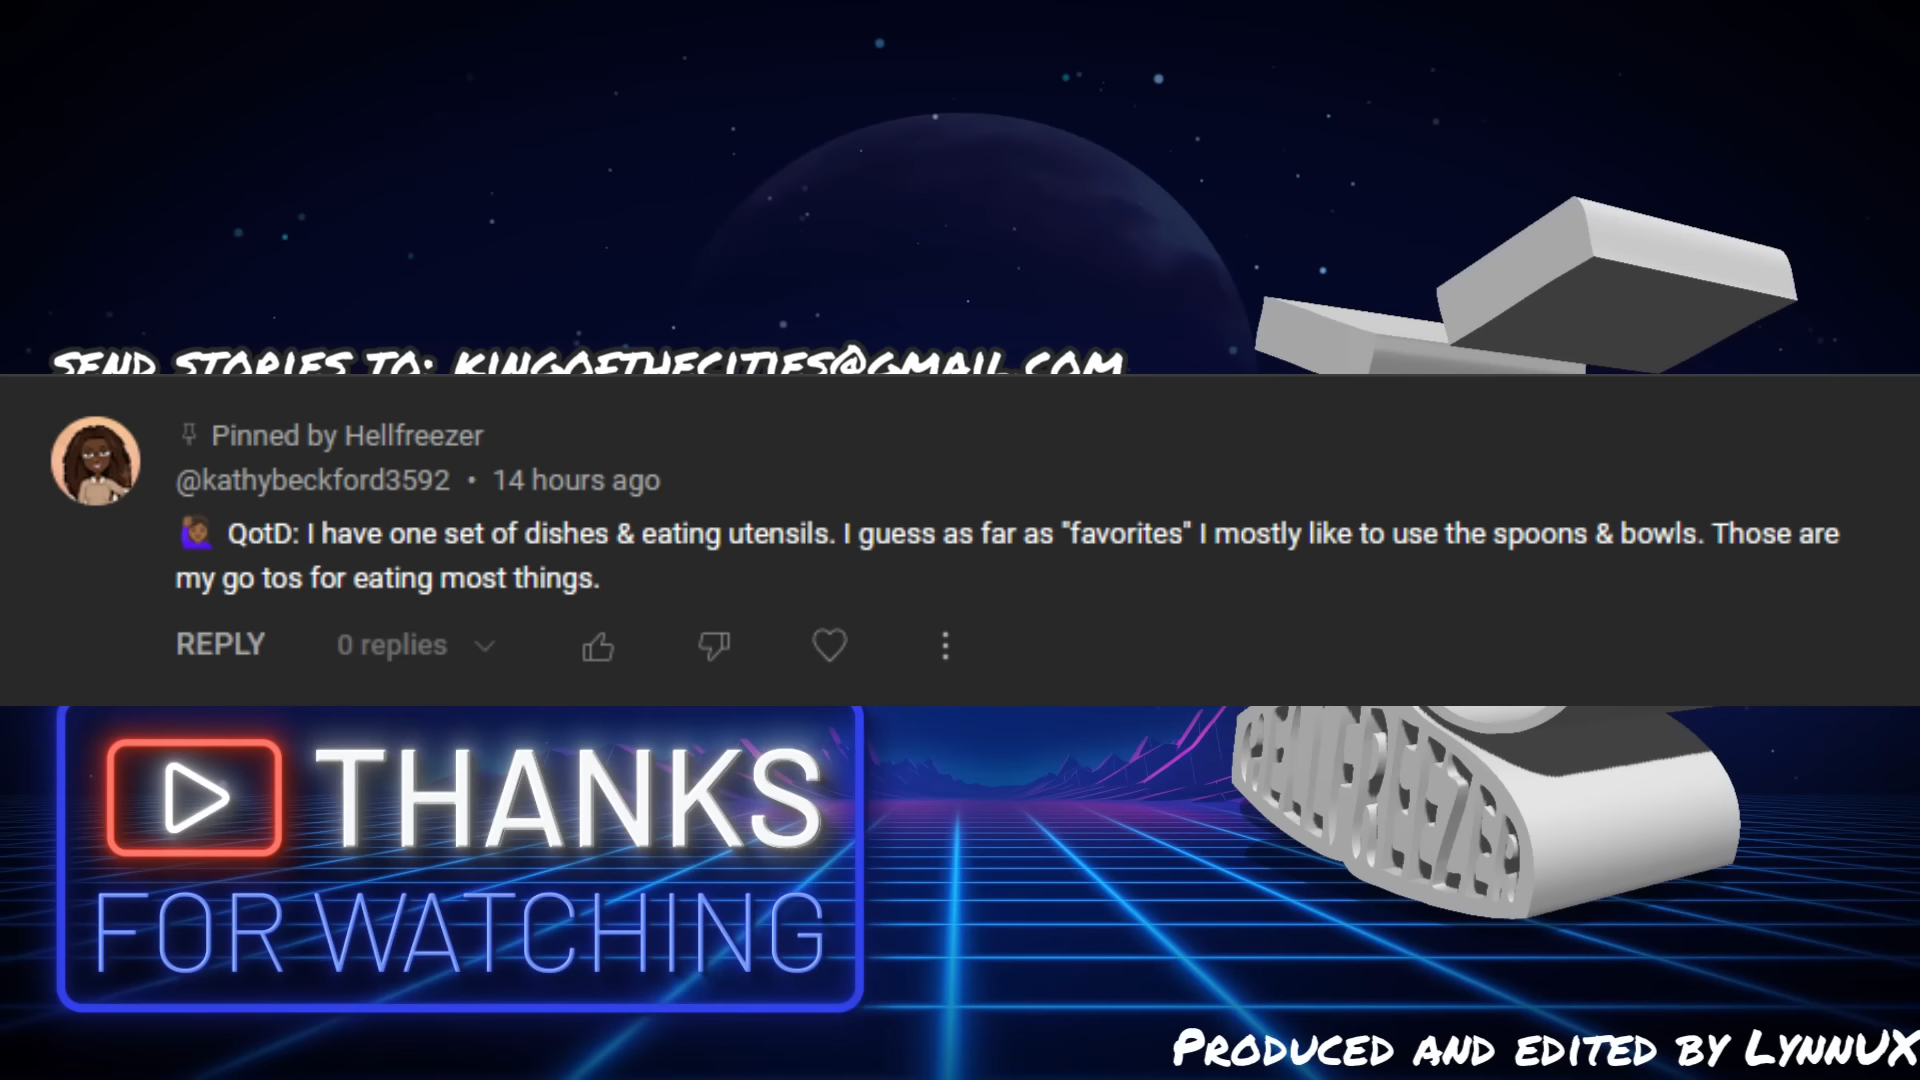 SEND STORIES TO: KINGOFTHECITIES@GMAIL.COM
Pinned by Hellfreezer
@kathybeckford3592 • 14 hours ago
QotD: I have one set of dishes & eating utensils. I guess as far as "favorites" I mostly like to use the spoons & bowls. Those are
my go tos for eating most things.
REPLY 0 replies
THANKS
FOR WATCHING
PRODUCED AND EDITED BY LYNNUX